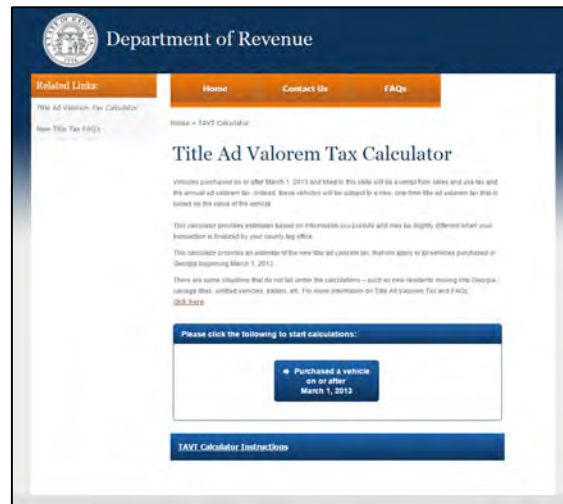 Department of Revenue
Related Links:
Title Ad Valorem Tax Calculator
New Title Tax FAQs
Home
Contact Us
FAQs
Home > TAVT Calculator
Title Ad Valorem Tax Calculator
Vehicles purchased on or after March 1, 2013 and titled in this state will be exempt from sales and use tax and
the annual ad valorem tax. Instead, these vehicles will be subject to a new, one-time title ad valorem tax that is
based on the value of the vehicle.
This calculator provides estimates based on information you provide and may be slightly different when your
transaction is finalized by your county tag office.
This calculator provides an estimate of the new title ad valorem tax, that will apply to all vehicles purchased in
Georgia beginning March 1, 2013.
There are some situations that do not fall under the calculations – such as new residents moving into Georgia,
salvage titles, vehicles, etc. For more information on Title Ad Valorem Tax and FAQs,
click here.
Please click the following to start calculations:
Purchased a vehicle
on or after
March 1, 2013
TAVT Calculator Instructions